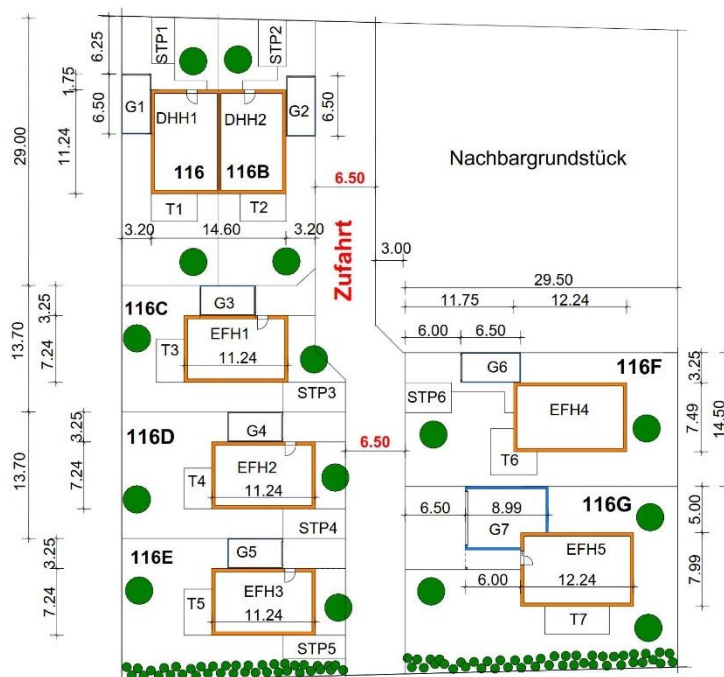 STP1
STP2
6.25
1.75
6.50
11.24
29.00
G1
G2
6.50
DHH1
DHH2
116
116B
T1
T2
3.20
14.60
3.20
6.50
Zufahrt
Nachbargrundstück
3.00
29.50
11.75
12.24
6.00
6.50
116C
G3
EFH1
T3
11.24
STP3
3.25
7.24
13.70
116F
G6
STP6
EFH4
T6
3.25
7.49
14.50
116D
G4
EFH2
T4
11.24
STP4
3.25
7.24
13.70
6.50
116G
6.50
8.99
G7
EFH5
6.00
12.24
T7
5.00
7.99
116E
G5
EFH3
T5
11.24
STP5
3.25
7.24